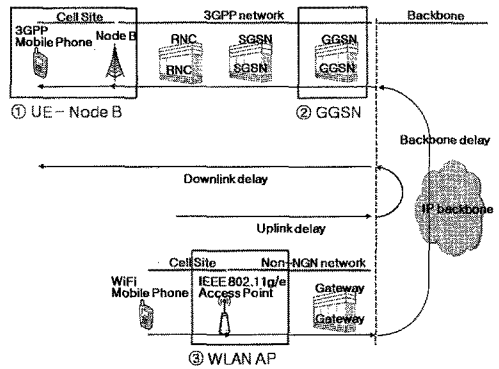 Cell Site 3GPP network Backbone
3GPP
Mobile Phone
Node B
RNC
RNC
SGSN
SGSN
GGSN
GGSN
① UE- Node B
② GGSN
Backbone delay
Downlink delay
IP backbone
Uplink delay
Cell Site Non-NGN network
WiFi
Mobile Phone
IEEE802.11g/e
Access Point
Gateway
Gateway
③ WLAN AP